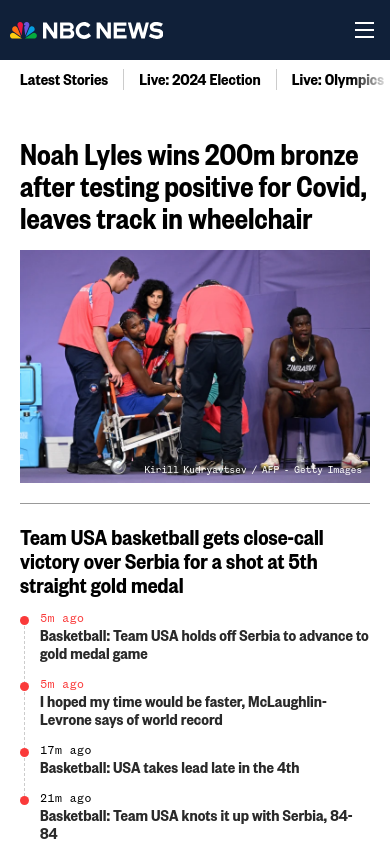 NBC NEWS
Latest Stories
Live: 2024 Election
Live: Olympics
Noah Lyles wins 200m bronze
after testing positive for Covid,
leaves track in wheelchair
ZIMBABWE
Kirill Kudryavtsev / AFP - Getty Images
Team USA basketball gets close-call
victory over Serbia for a shot at 5th
straight gold medal
5m ago
Basketball: Team USA holds off Serbia to advance to
gold medal game
5m ago
I hoped my time would be faster, McLaughlin-
Levrone says of world record
17m ago
Basketball: USA takes lead late in the 4th
21m ago
Basketball: Team USA knots it up with Serbia, 84-
84